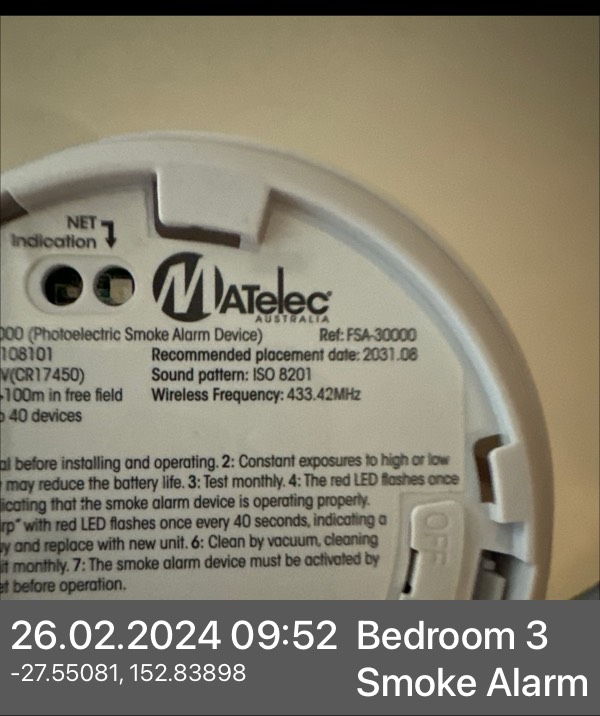 NET
Indication
MATelec
AUSTRALIA
000 (Photoelectric Smoke Alarm Device) Ref: FSA-30000
108101 Recommended placement date: 2031.08
V(CR17450) Sound pattern: ISO 8201
100m in free field Wireless Frequency: 433.42MHz
40 devices
al before installing and operating. 2: Constant exposures to high or low
may reduce the battery life. 3: Test monthly. 4: The red LED flashes once
icating that the smoke alarm device is operating properly.
rp" with red LED flashes once every 40 seconds, indicating a
y and replace with new unit. 6: Clean by vacuum, cleaning
it monthly. 7: The smoke alarm device must be activated by
et before operation.
OFF
26.02.2024 09:52 Bedroom 3
-27.55081, 152.83898 Smoke Alarm